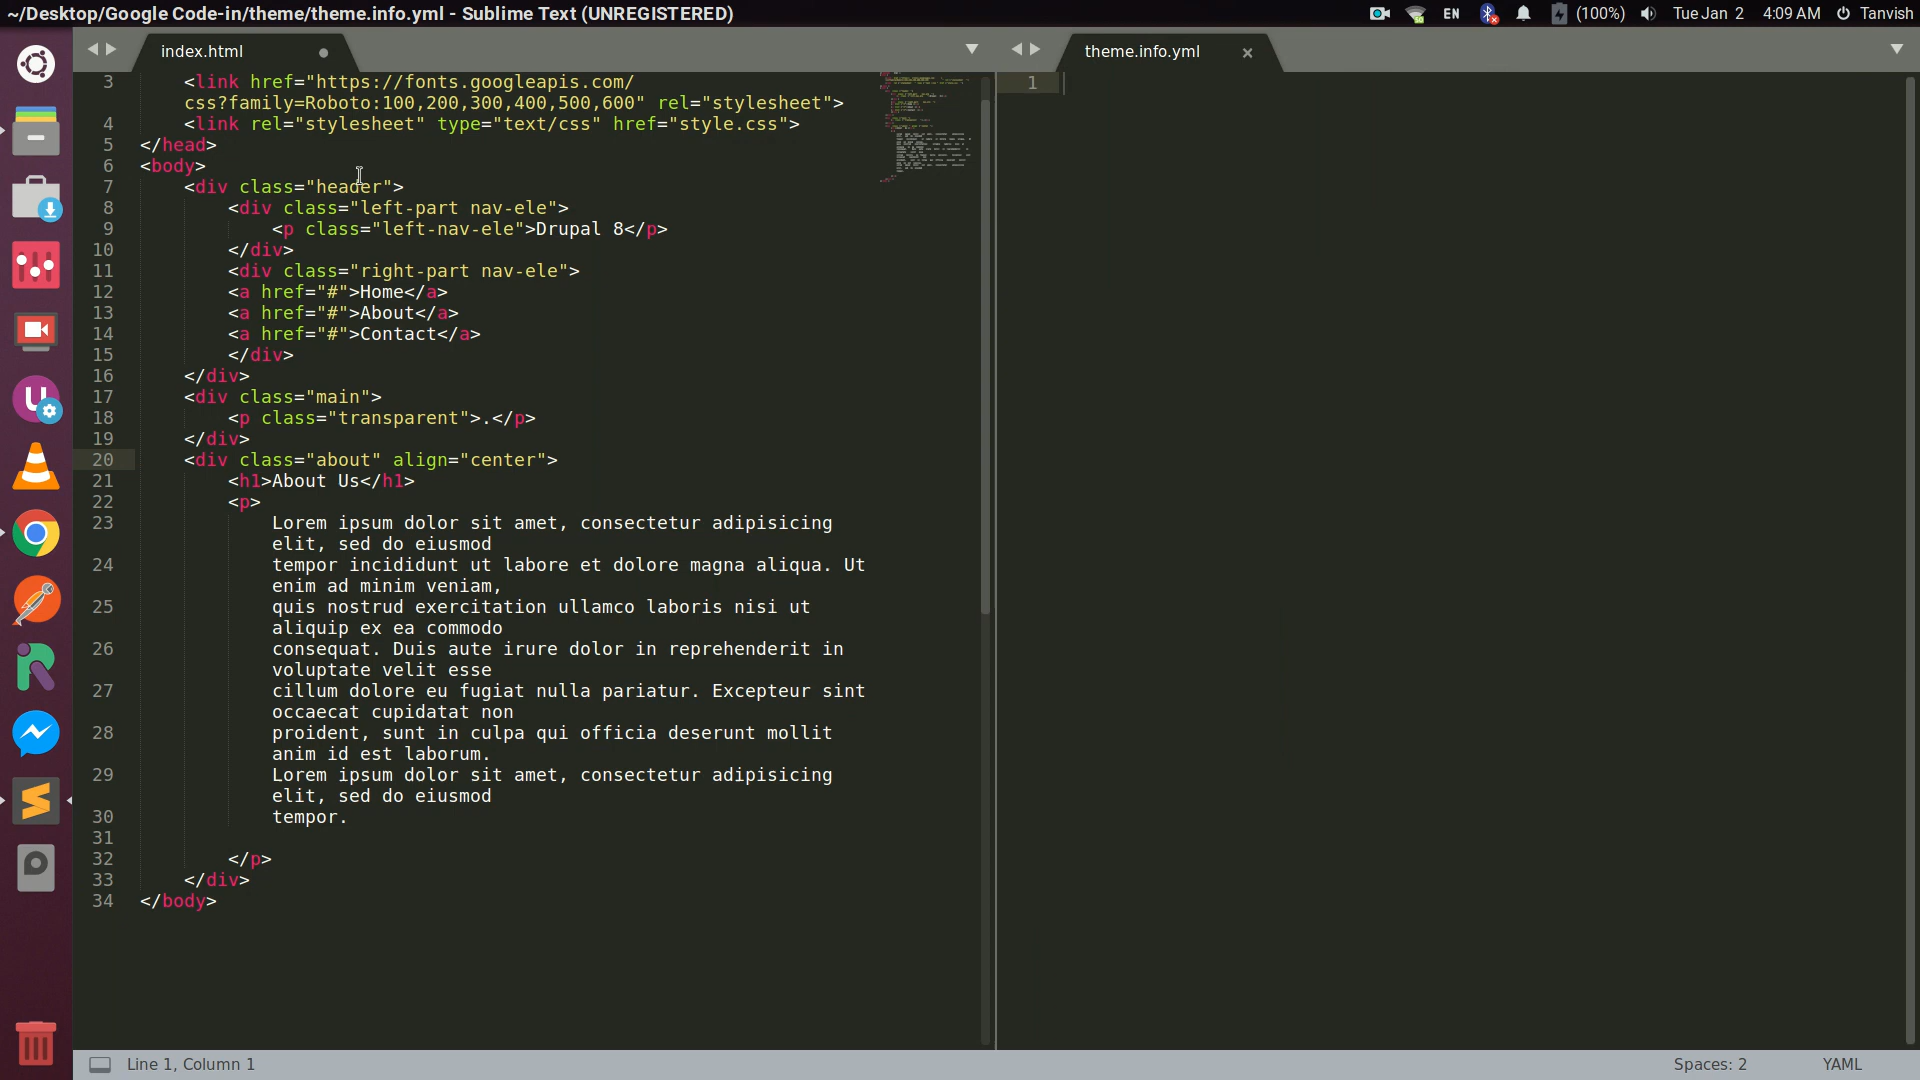 ~/Desktop/Google Code-in/theme/theme.info.yml - Sublime Text (UNREGISTERED)
EN
(100%)
Tue Jan 2
4:09 AM
Tanvish
index.html
theme.info.yml
3 <link href="https://fonts.googleapis.com/
css?family=Roboto:100,200,300,400,500,600" rel="stylesheet">
4 <link rel="stylesheet" type="text/css" href="style.css">
5 </head>
6 <body>
7 <div class="header">
8 <div class="left-part nav-ele">
9 <p class="left-nav-ele">Drupal 8</p>
10 </div>
11 <div class="right-part nav-ele">
12 <a href="#">Home</a>
13 <a href="#">About</a>
14 <a href="#">Contact</a>
15 </div>
16 </div>
17 <div class="main">
18 <p class="transparent">.</p>
19 </div>
20 <div class="about" align="center">
21 <h1>About Us</h1>
22 <p>
23 Lorem ipsum dolor sit amet, consectetur adipisicing
elit, sed do eiusmod
24 tempor incididunt ut labore et dolore magna aliqua. Ut
enim ad minim veniam,
25 quis nostrud exercitation ullamco laboris nisi ut
aliquip ex ea commodo
26 consequat. Duis aute irure dolor in reprehenderit in
voluptate velit esse
27 cillum dolore eu fugiat nulla pariatur. Excepteur sint
occaecat cupidatat non
28 proident, sunt in culpa qui officia deserunt mollit
anim id est laborum.
29 Lorem ipsum dolor sit amet, consectetur adipisicing
elit, sed do eiusmod
30 tempor.
31
32 </p>
33 </div>
34 </body>
1
Line 1, Column 1
Spaces: 2
YAML